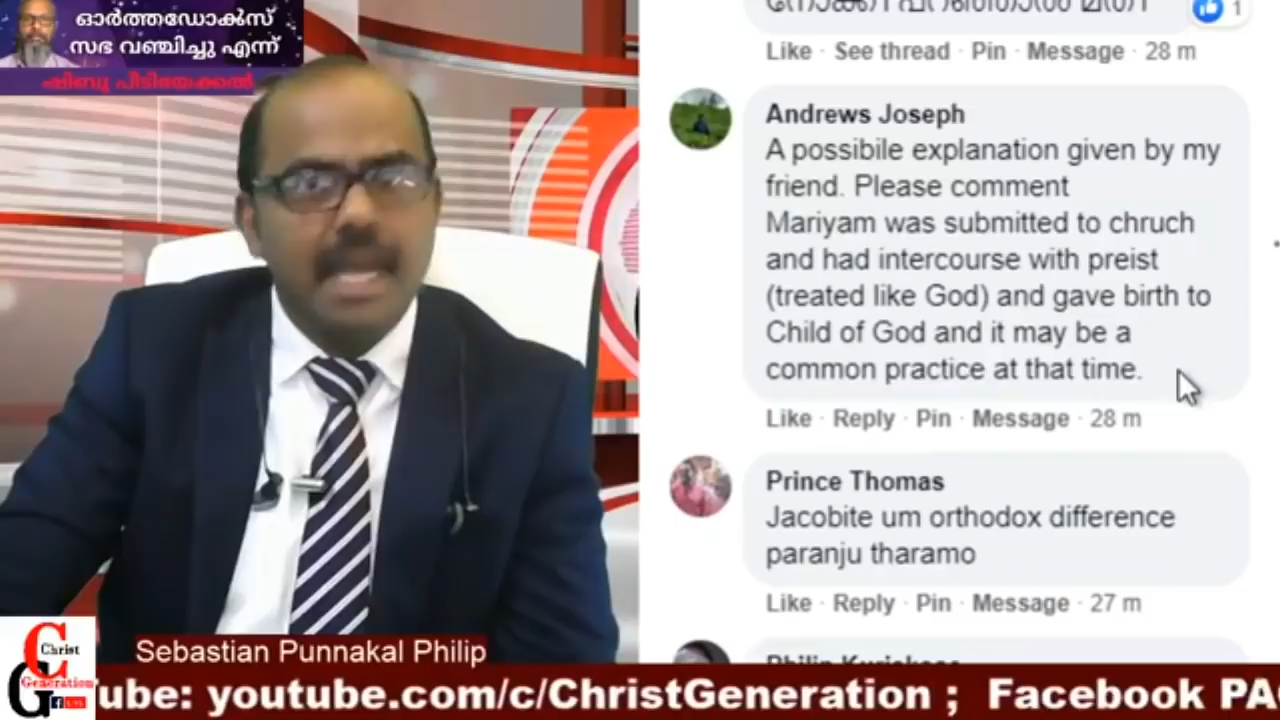 ഓർത്തഡോക്സ്
സഭ വഞ്ചിച്ചു എന്ന്
ഷിബു പീടിയേക്കൽ
1
Like · See thread · Pin · Message · 28 m
Andrews Joseph
A possibile explanation given by my
friend. Please comment
Mariyam was submitted to chruch
and had intercourse with preist
(treated like God) and gave birth to
Child of God and it may be a
common practice at that time.
Like · Reply · Pin · Message · 28 m
Prince Thomas
Jacobite um orthodox difference
paranju tharamo
Like · Reply · Pin · Message · 27 m
Philip Kuriakose
Sebastian Punnakal Philip
Christ
Generation
ube: youtube.com/c/ChristGeneration ; Facebook PA